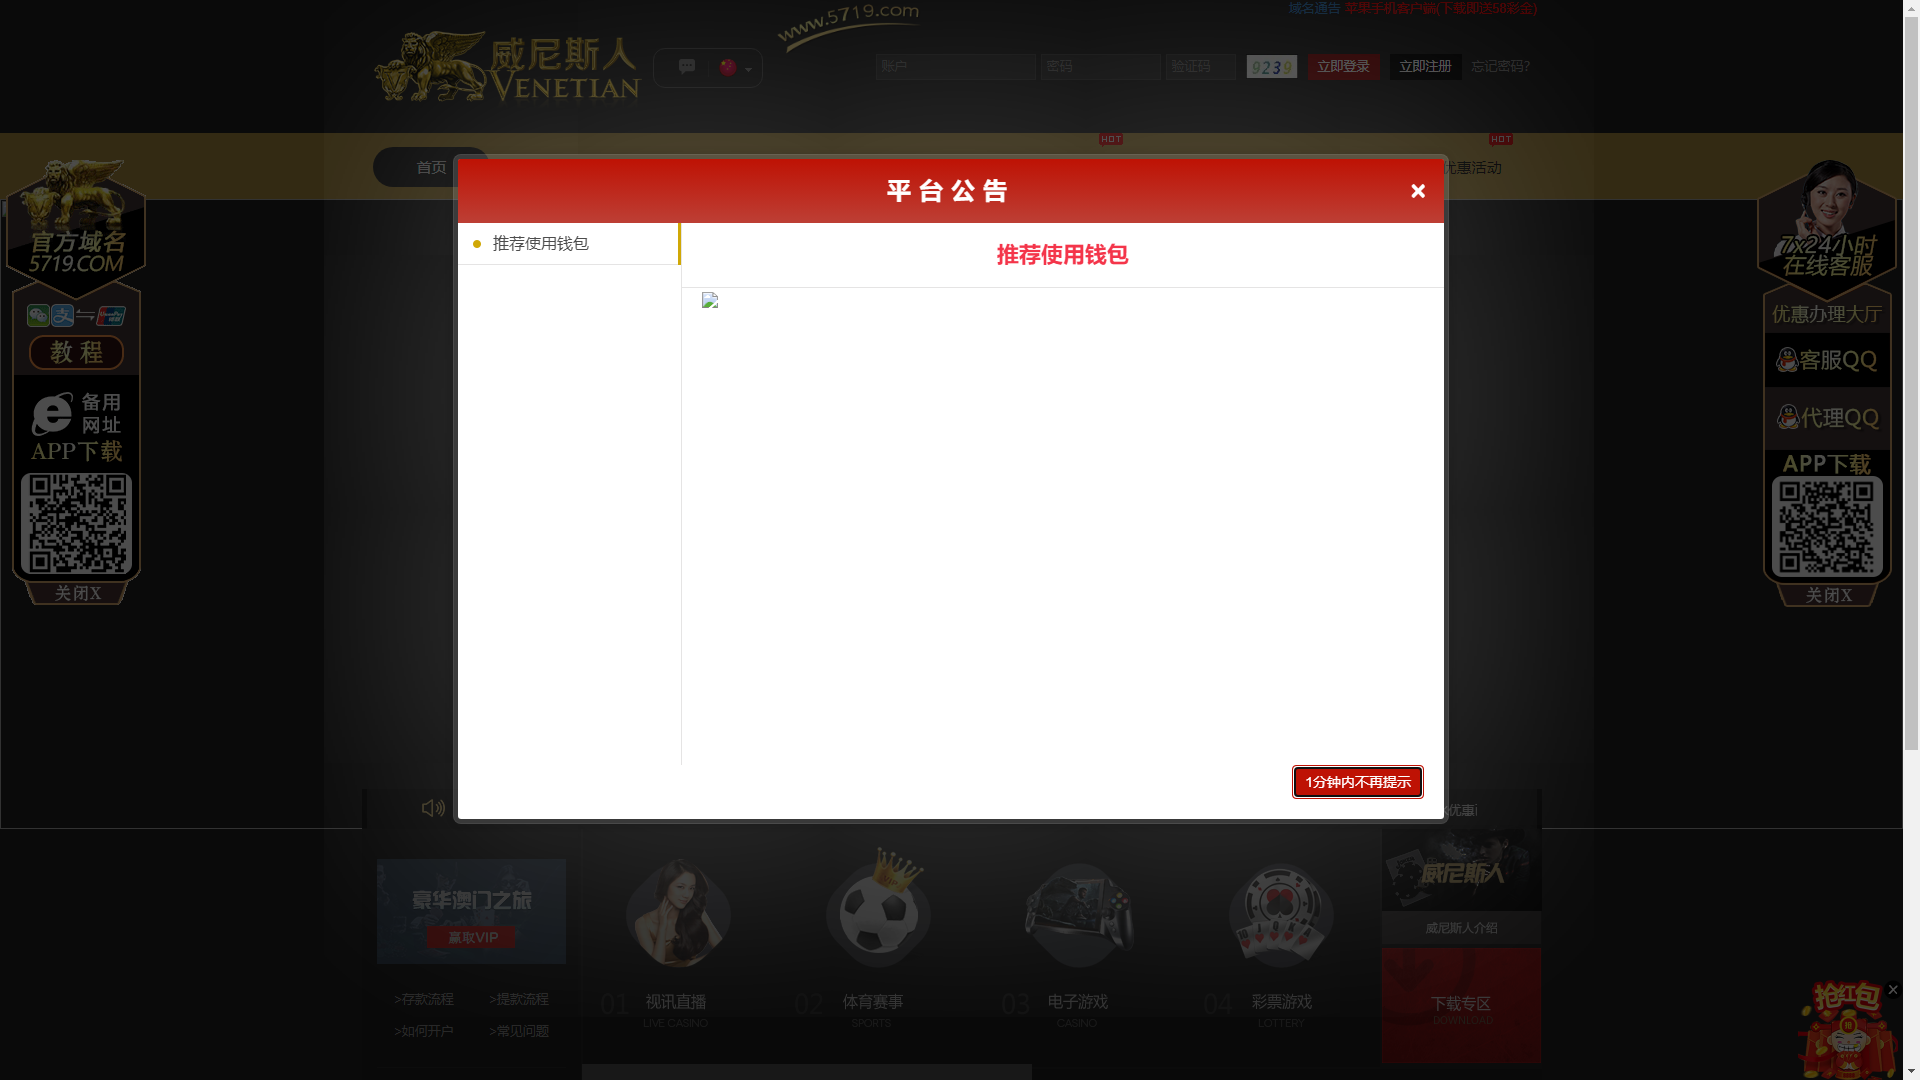 www.5719.com
域名通告 苹果手机客户端(下载即送58彩金)
威尼斯人
VENETIAN
账户
密码
验证码
9239
立即登录
立即注册
忘记密码?
HOT
HOT
首页
优惠活动
平台公告
×
推荐使用钱包
推荐使用钱包
1分钟内不再提示
官方域名
5719.COM
教程
备用
网址
APP下载
关闭X
7x24小时
在线客服
优惠办理大厅
客服QQ
代理QQ
APP下载
关闭X
豪华澳门之旅
赢取VIP
>存款流程
>提款流程
>如何开户
>常见问题
01 视讯直播
LIVE CASINO
02 体育赛事
SPORTS
03 电子游戏
CASINO
04 彩票游戏
LOTTERY
威尼斯人
威尼斯人介绍
下载专区
DOWNLOAD
抢红包